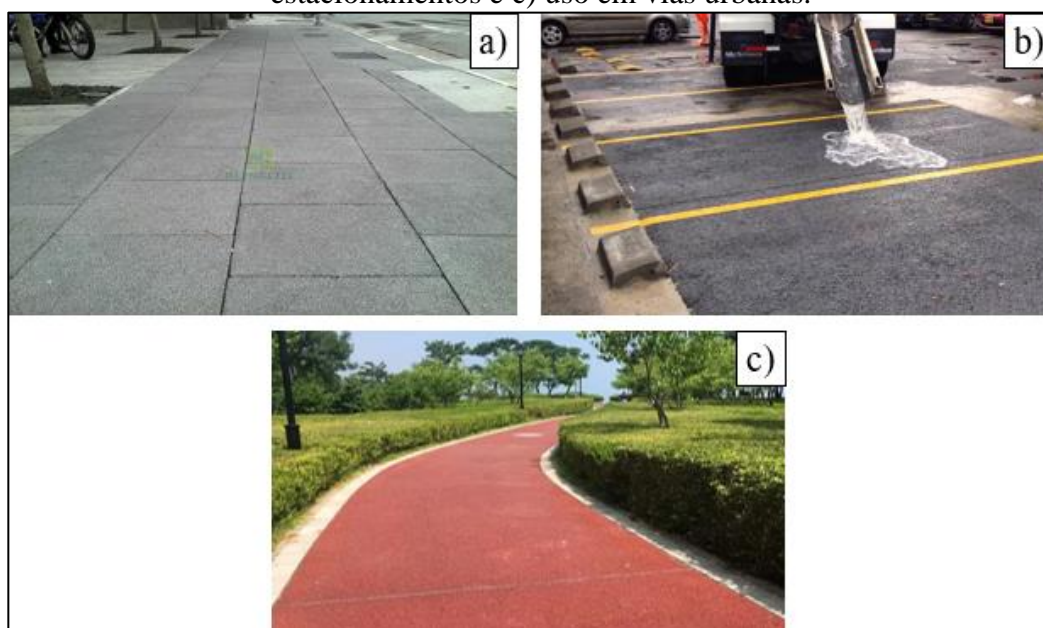 estacionamentos e c) uso em vias urbanas.
a)
b)
c)